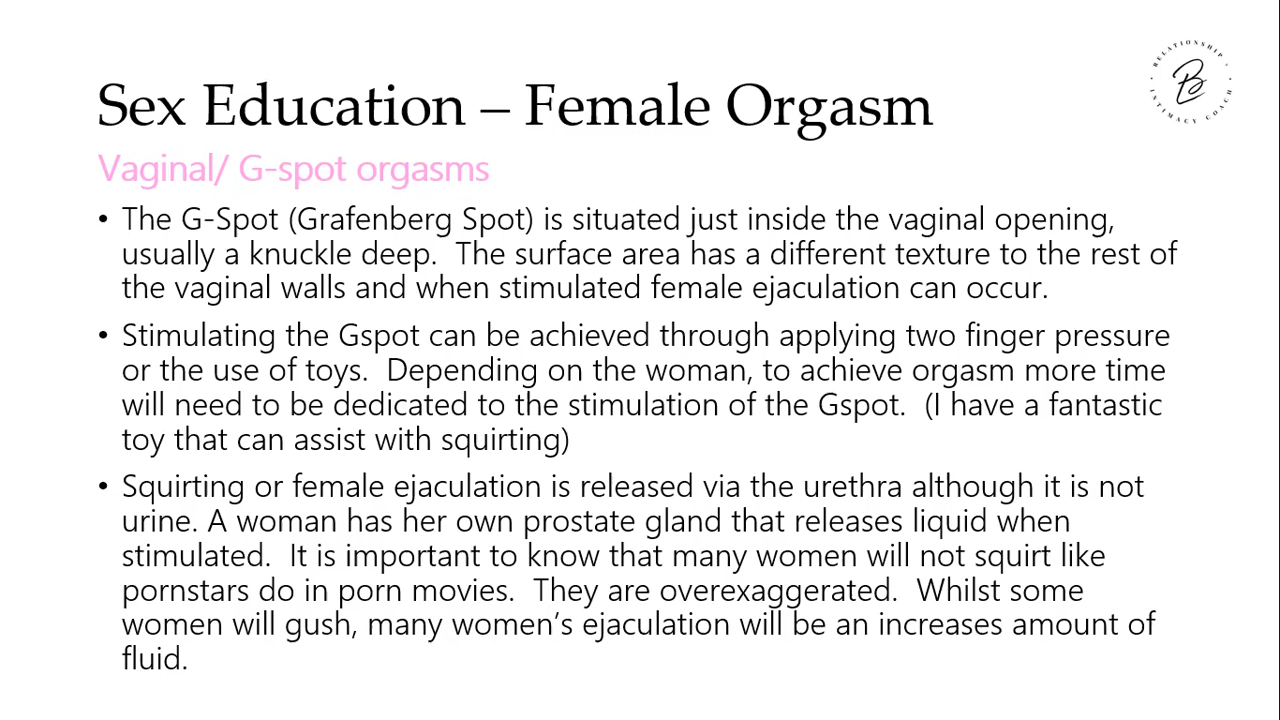 RELATIONSHIP +
B
INTIMACY COACH
Sex Education – Female Orgasm
Vaginal/ G-spot orgasms
• The G-Spot (Grafenberg Spot) is situated just inside the vaginal opening,
usually a knuckle deep.  The surface area has a different texture to the rest of
the vaginal walls and when stimulated female ejaculation can occur.
• Stimulating the Gspot can be achieved through applying two finger pressure
or the use of toys.  Depending on the woman, to achieve orgasm more time
will need to be dedicated to the stimulation of the Gspot.  (I have a fantastic
toy that can assist with squirting)
• Squirting or female ejaculation is released via the urethra although it is not
urine. A woman has her own prostate gland that releases liquid when
stimulated.  It is important to know that many women will not squirt like
pornstars do in porn movies.  They are overexaggerated.  Whilst some
women will gush, many women’s ejaculation will be an increases amount of
fluid.